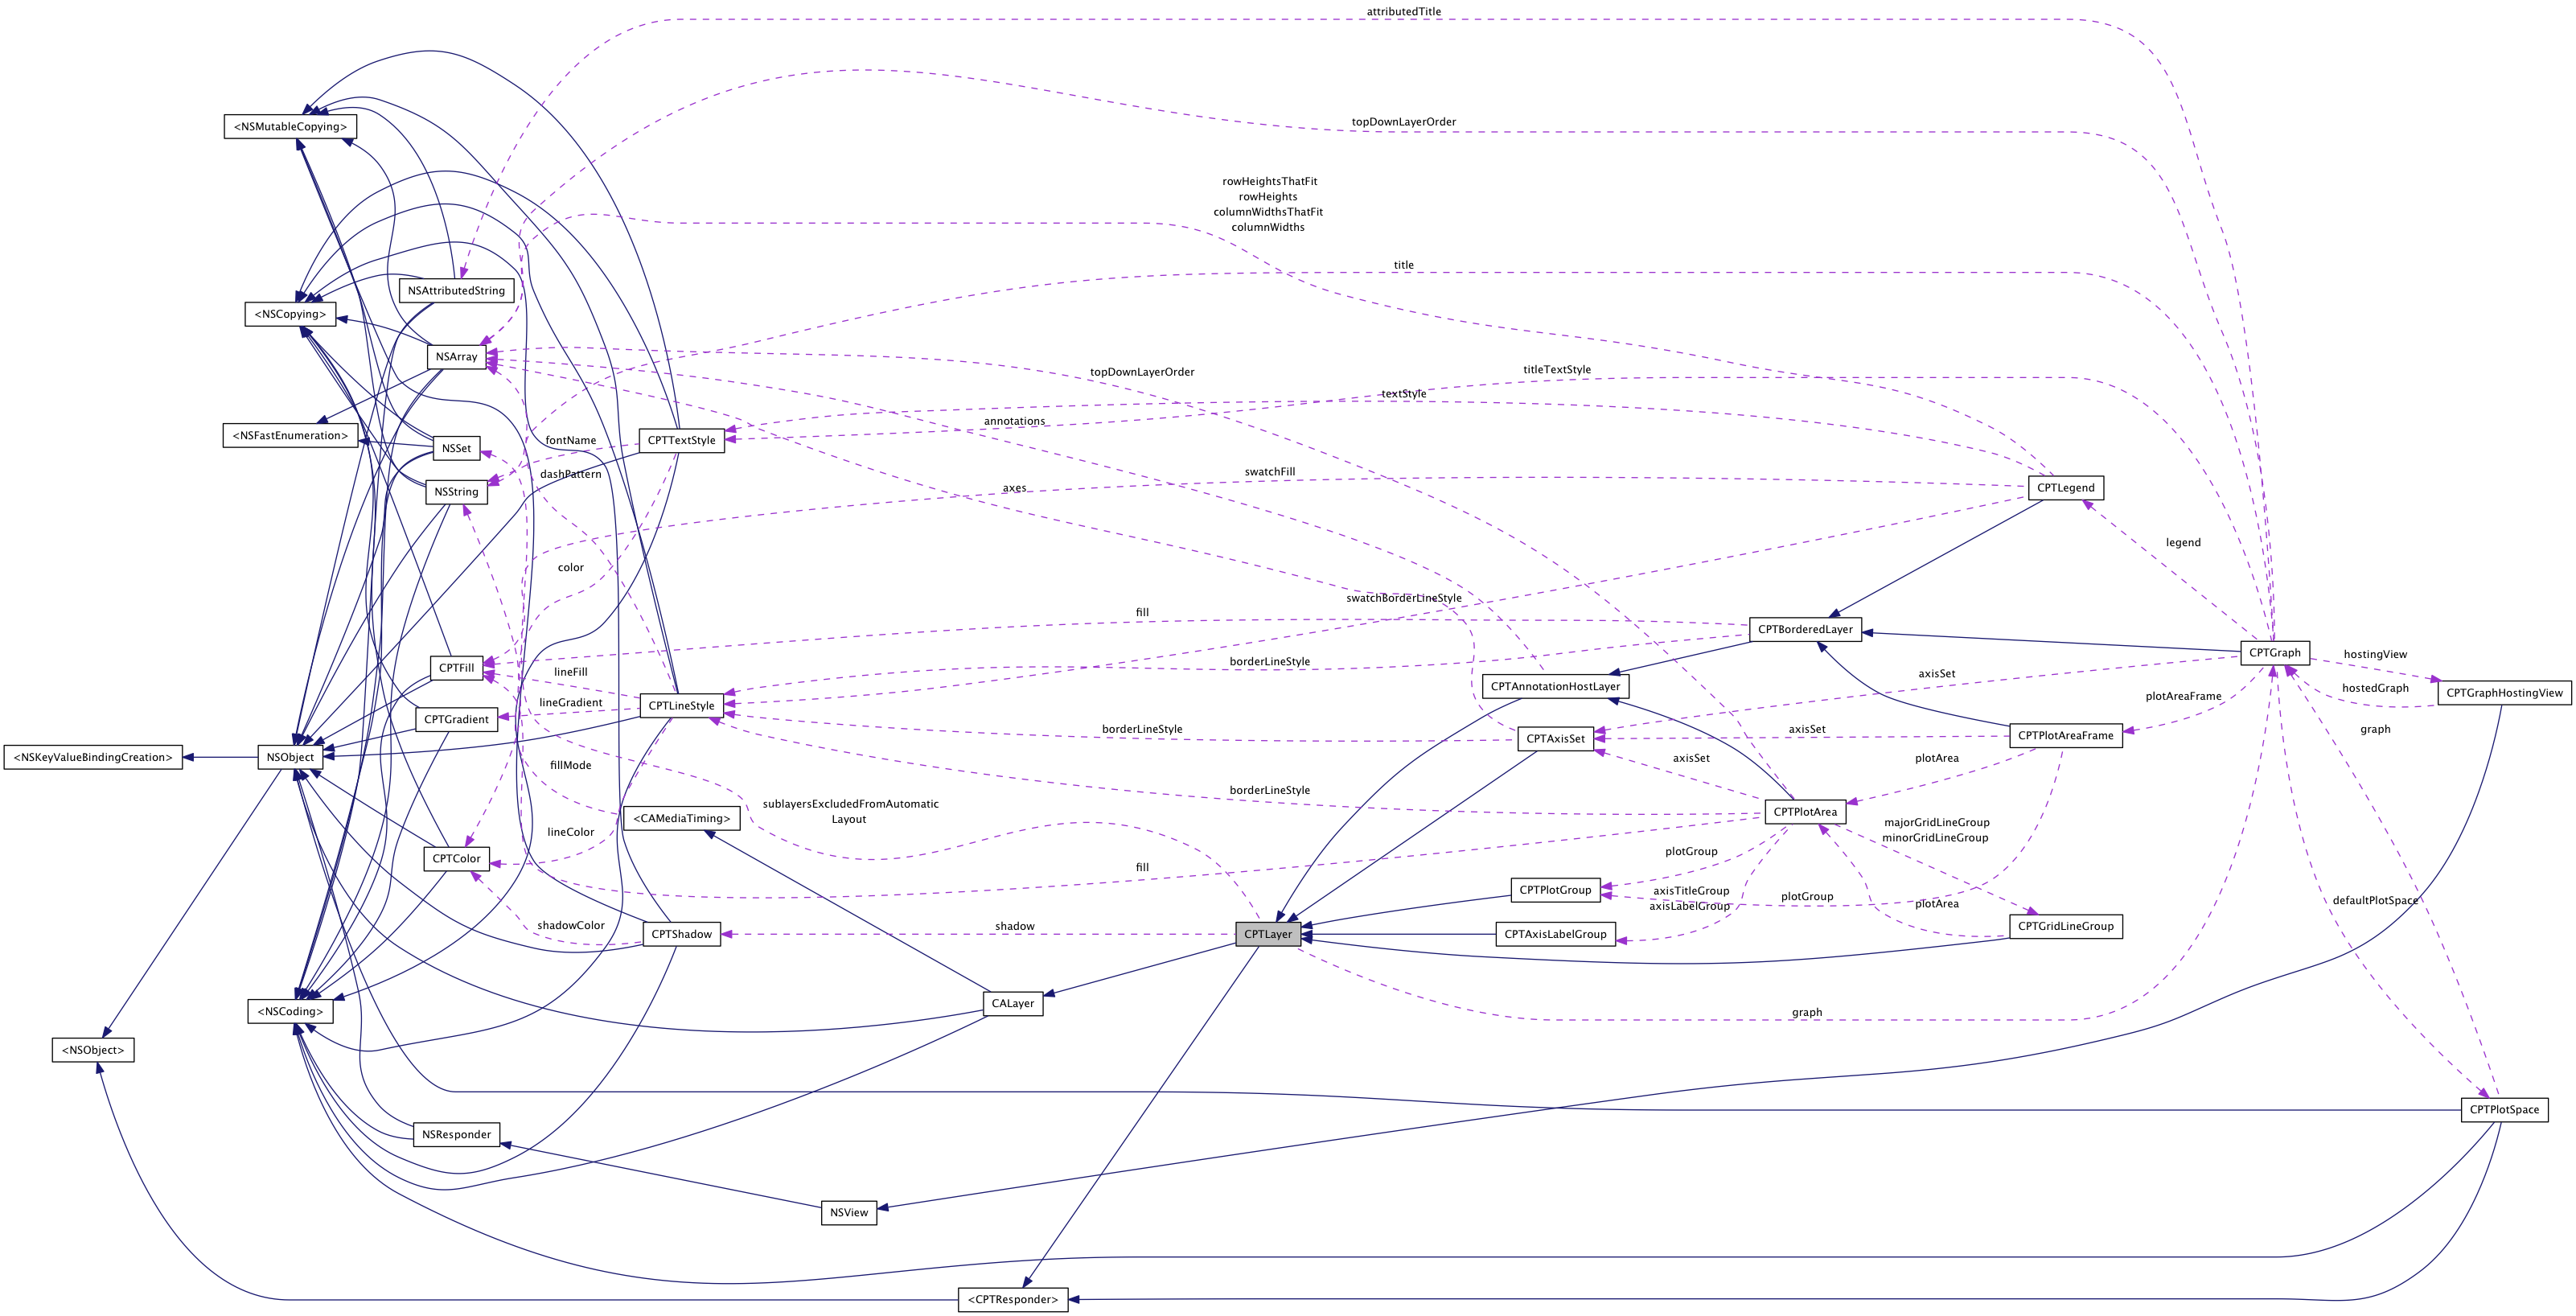 attributedTitle
topDownLayerOrder
<NSMutableCopying>
rowHeightsThatFit
rowHeights
columnWidthsThatFit
columnWidths
title
NSAttributedString
<NSCopying>
NSArray
topDownLayerOrder
titleTextStyle
textStyle
annotations
<NSFastEnumeration>
fontName
CPTTextStyle
NSSet
dashPattern
swatchFill
axes
NSString
CPTLegend
legend
color
swatchBorderLineStyle
fill
CPTBorderedLayer
CPTGraph
hostingView
borderLineStyle
CPTFill
lineFill
axisSet
CPTAnnotationHostLayer
hostedGraph
CPTGraphHostingView
plotAreaFrame
lineGradient
CPTLineStyle
CPTGradient
borderLineStyle
axisSet
graph
CPTAxisSet
CPTPlotAreaFrame
<NSKeyValueBindingCreation>
NSObject
fillMode
axisSet
plotArea
borderLineStyle
sublayersExcludedFromAutomatic
Layout
CPTPlotArea
<CAMediaTiming>
lineColor
majorGridLineGroup
minorGridLineGroup
plotGroup
CPTColor
fill
CPTPlotGroup
axisTitleGroup
axisLabelGroup
plotGroup
plotArea
defaultPlotSpace
shadowColor
CPTShadow
shadow
CPTLayer
CPTAxisLabelGroup
CPTGridLineGroup
CALayer
<NSCoding>
graph
<NSObject>
CPTPlotSpace
NSResponder
NSView
<CPTResponder>